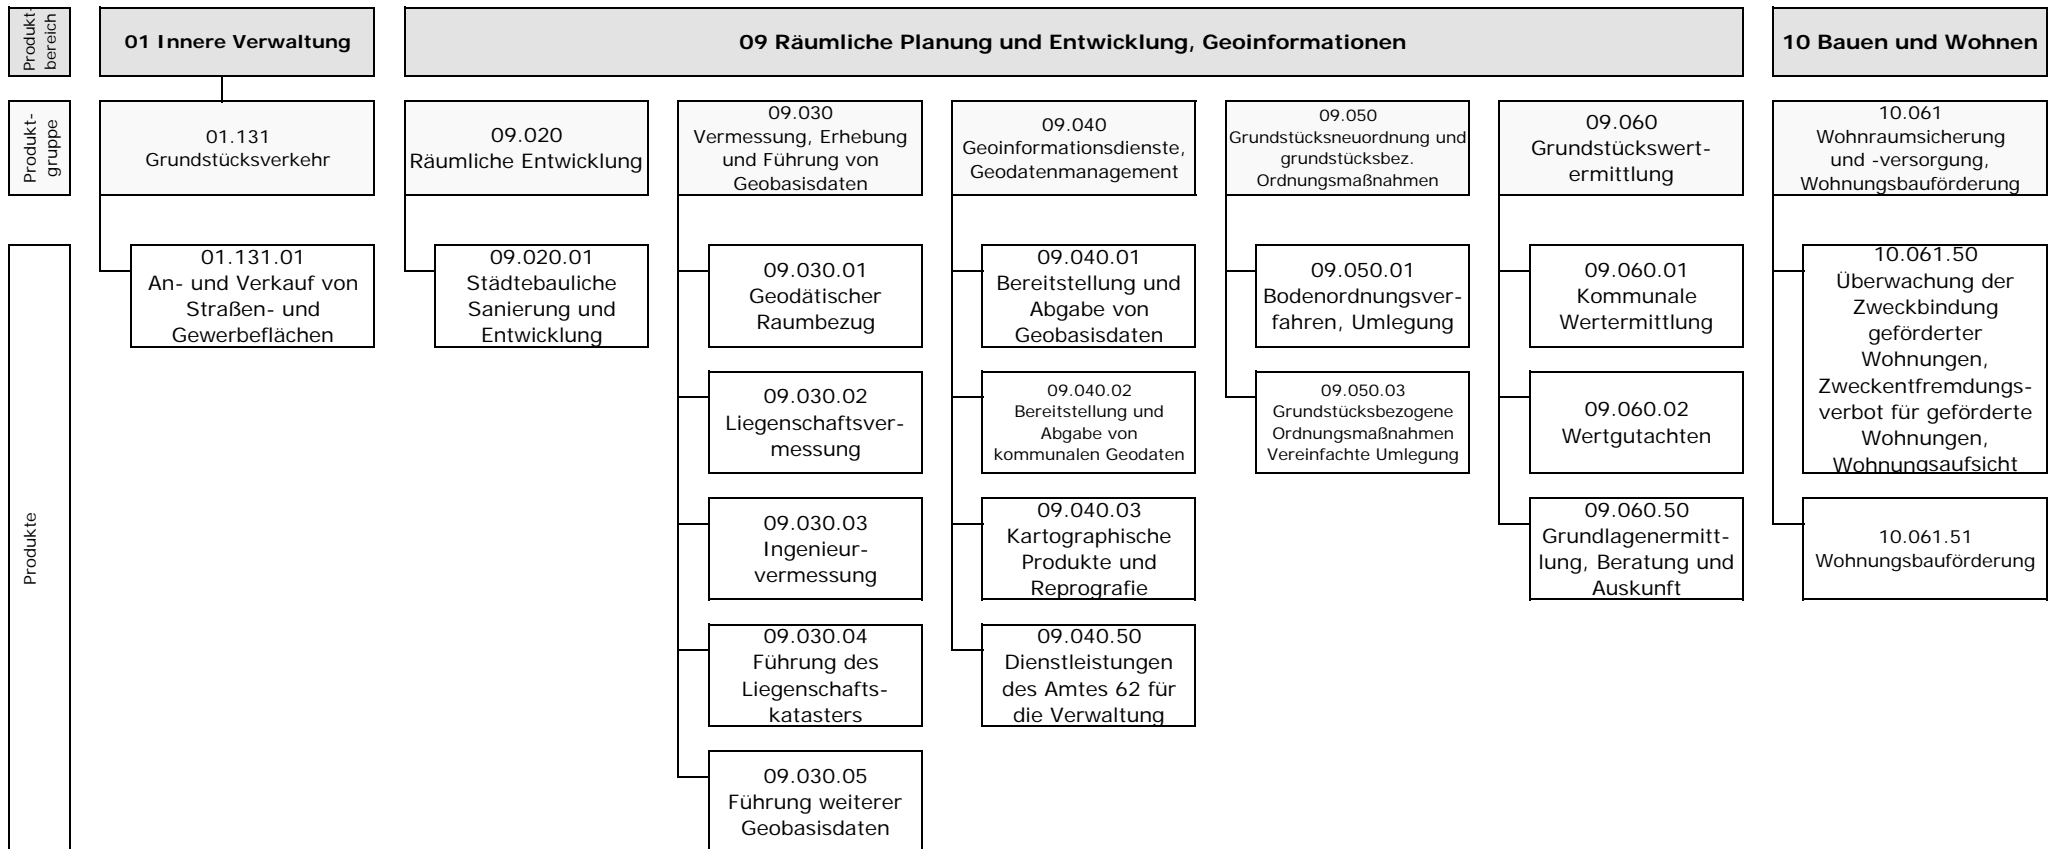 Produkt-
bereich
01 Innere Verwaltung
09 Räumliche Planung und Entwicklung, Geoinformationen
10 Bauen und Wohnen
Produkt-
gruppe
01.131
Grundstücksverkehr
09.020
Räumliche Entwicklung
09.030
Vermessung, Erhebung
und Führung von
Geobasisdaten
09.040
Geoinformationsdienste,
Geodatenmanagement
09.050
Grundstücksneuordnung und
grundstücksbez.
Ordnungsmaßnahmen
09.060
Grundstückswert-
ermittlung
10.061
Wohnraumsicherung
und -versorgung,
Wohnungsbauförderung
Produkte
01.131.01
An- und Verkauf von
Straßen- und
Gewerbeflächen
09.020.01
Städtebauliche
Sanierung und
Entwicklung
09.030.01
Geodätischer
Raumbezug
09.030.02
Liegenschaftsver-
messung
09.030.03
Ingenieur-
vermessung
09.030.04
Führung des
Liegenschafts-
katasters
09.030.05
Führung weiterer
Geobasisdaten
09.040.01
Bereitstellung und
Abgabe von
Geobasisdaten
09.040.02
Bereitstellung und
Abgabe von
kommunalen Geodaten
09.040.03
Kartographische
Produkte und
Reprografie
09.040.50
Dienstleistungen
des Amtes 62 für
die Verwaltung
09.050.01
Bodenordnungsver-
fahren, Umlegung
09.050.03
Grundstücksbezogene
Ordnungsmaßnahmen
Vereinfachte Umlegung
09.060.01
Kommunale
Wertermittlung
09.060.02
Wertgutachten
09.060.50
Grundlagenermitt-
lung, Beratung und
Auskunft
10.061.50
Überwachung der
Zweckbindung
geförderter
Wohnungen,
Zweckentfremdungs-
verbot für geförderte
Wohnungen,
Wohnungsaufsicht
10.061.51
Wohnungsbauförderung